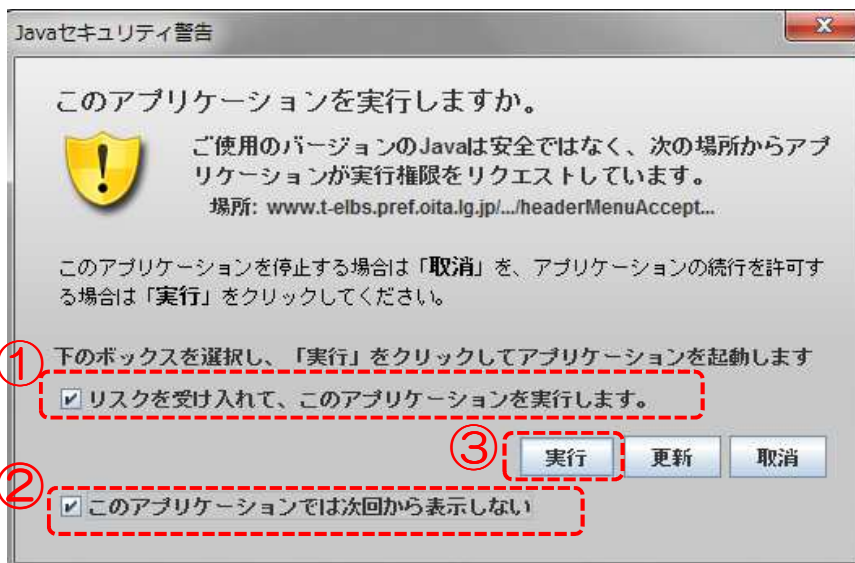 Javaセキュリティ警告
このアプリケーションを実行しますか。
ご使用のバージョンのJavaは安全ではなく、次の場所からアプ
リケーションが実行権限をリクエストしています。
場所: www.t-elbs.pref.oita.lg.jp/.../headerMenuAccept...
このアプリケーションを停止する場合は「取消」を、アプリケーションの続行を許可す
る場合は「実行」をクリックしてください。
① 下のボックスを選択し、「実行」をクリックしてアプリケーションを起動します
リスクを受け入れて、このアプリケーションを実行します。
③ 実行 更新 取消
② このアプリケーションでは次回から表示しない